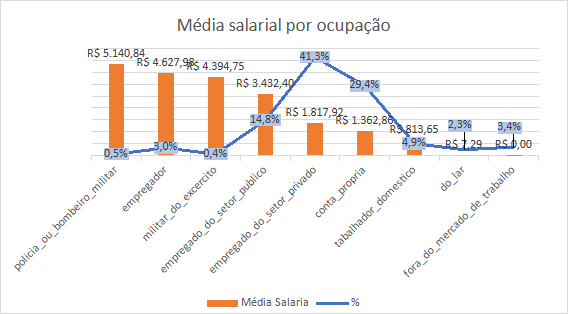 Média salarial por ocupação
R$ 5.140,84
R$ 4.627,98
R$ 4.394,75
R$ 3.432,40
R$ 1.817,92
R$ 1.362,86
R$ 813,65
R$ 7,29
R$ 0,00
0,5%
3,0%
0,4%
14,8%
41,3%
29,4%
4,9%
2,3%
3,4%
policia_ou_bombeiro_militar
empregador
militar_do_excercito
empregado_do_setor_publico
empregado_do_setor_privado
conta_propria
tabalhador_domestico
do_lar
fora_do_mercado_de_trabalho
Média Salaria
%